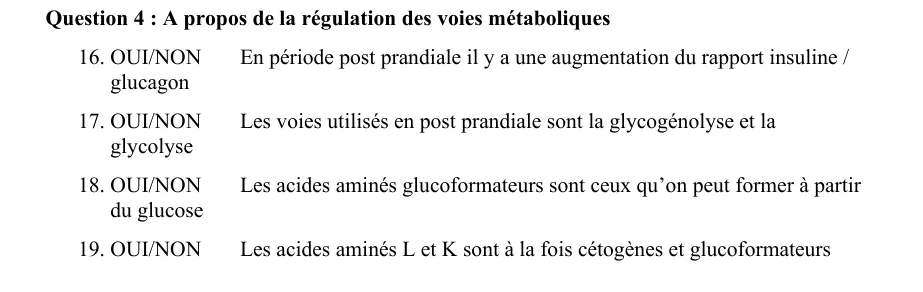 Question 4 : A propos de la régulation des voies métaboliques
16. OUI/NON En période post prandiale il y a une augmentation du rapport insuline /
glucagon
17. OUI/NON Les voies utilisés en post prandiale sont la glycogénolyse et la
glycolyse
18. OUI/NON Les acides aminés glucoformateurs sont ceux qu’on peut former à partir
du glucose
19. OUI/NON Les acides aminés L et K sont à la fois cétogènes et glucoformateurs